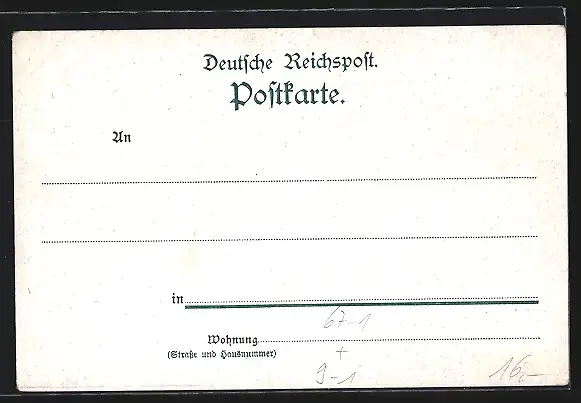 Deutsche Reichspost.
Postkarte.
An
in
67-1
Wohnung
(Straße und Hausnummer)
+
9-1
16,-